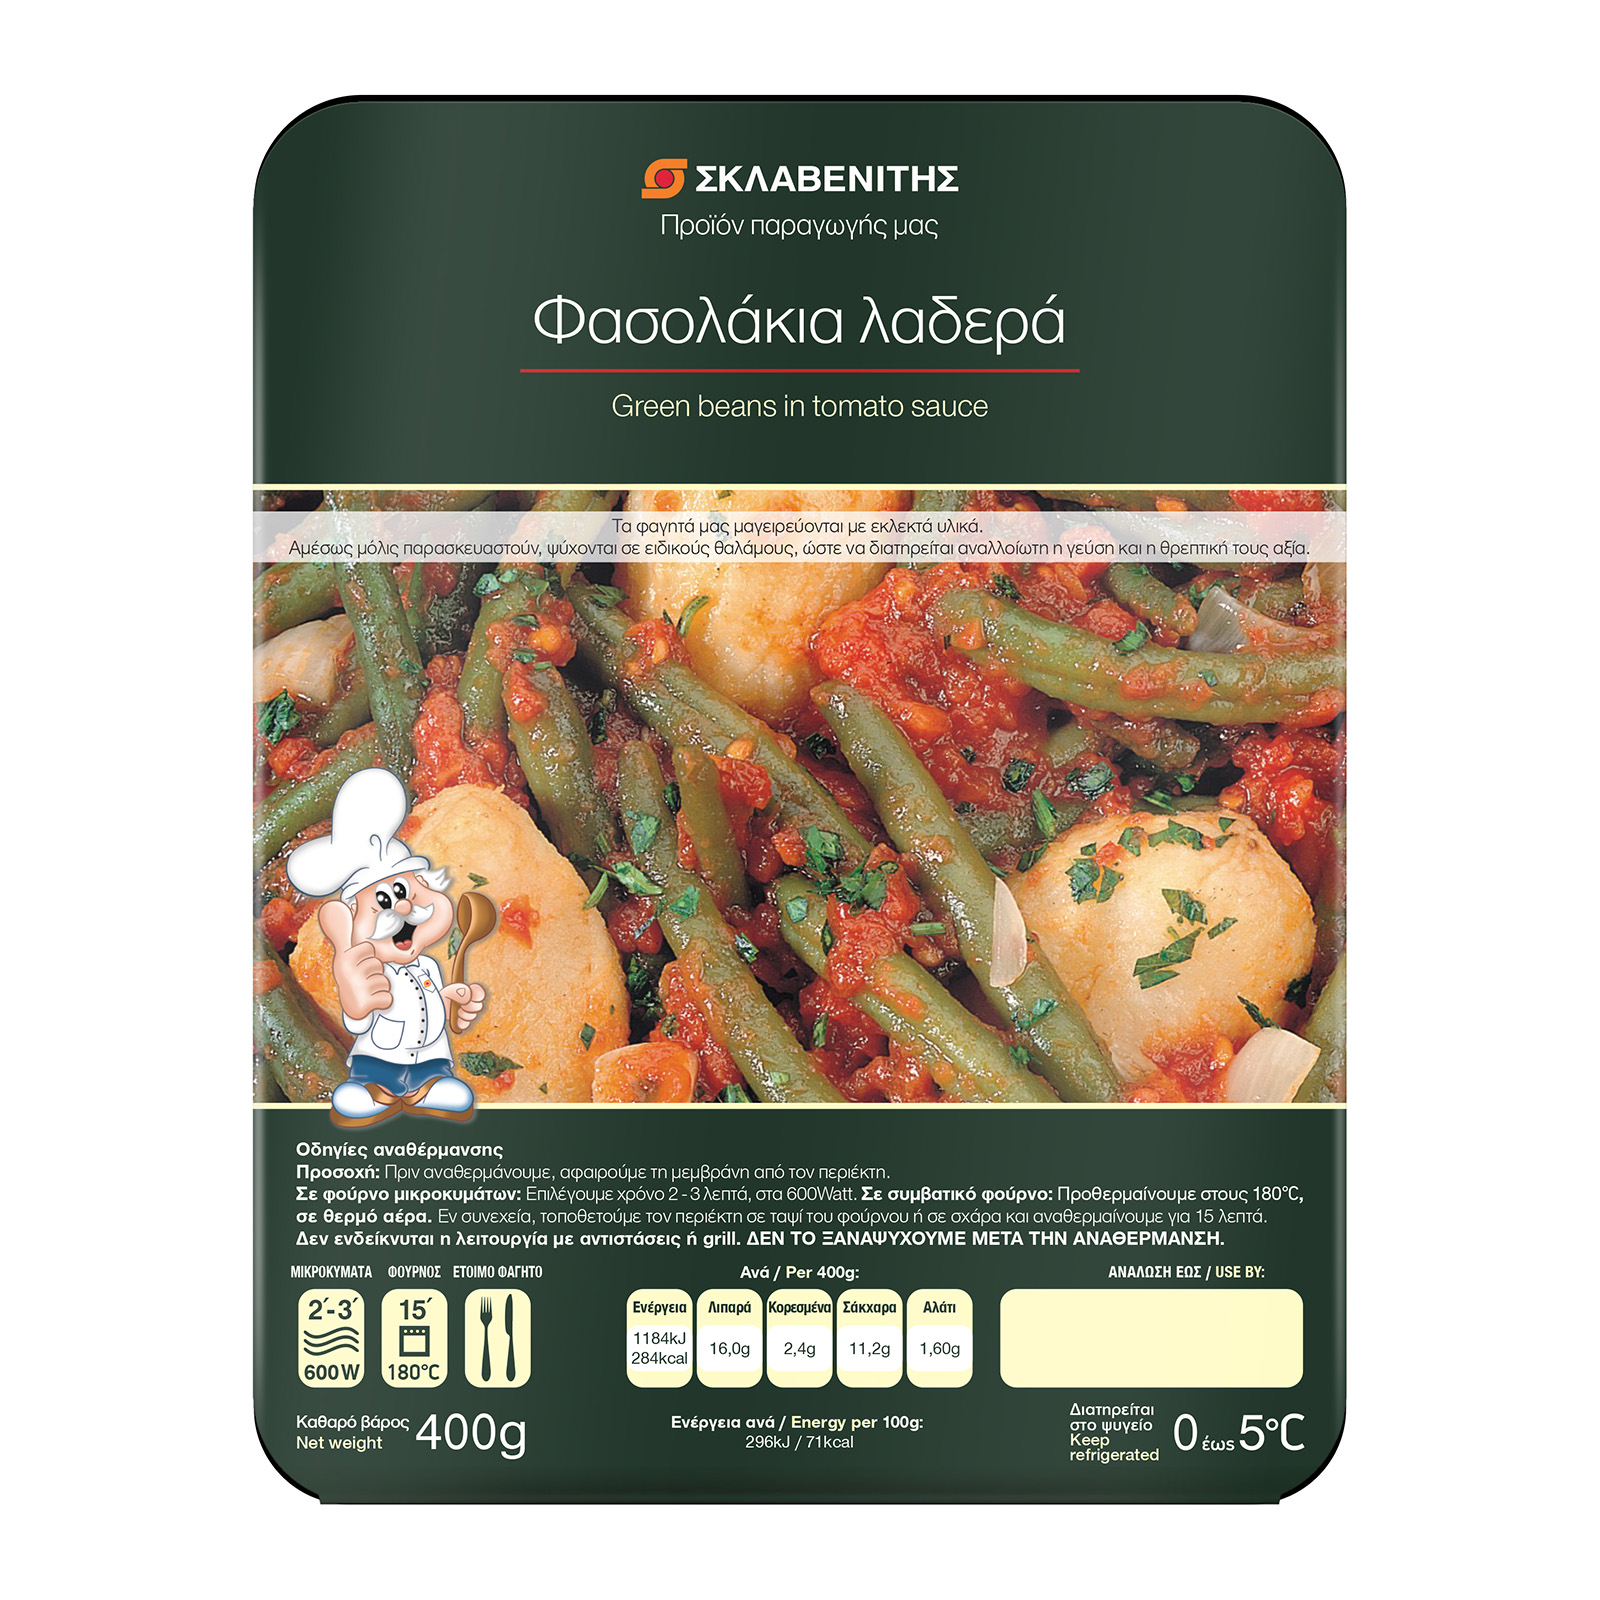 ΣΚΛΑΒΕΝΙΤΗΣ
Προϊόν παραγωγής μας
Φασολάκια λαδερά
Green beans in tomato sauce
Τα φαγητά μας μαγειρεύονται με εκλεκτά υλικά.
Αμέσως μόλις παρασκευαστούν, ψύχονται σε ειδικούς θαλάμους, ώστε να διατηρείται αναλλοίωτη η γεύση και η θρεπτική τους αξία.
Οδηγίες αναθέρμανσης
Προσοχή: Πριν αναθερμάνουμε, αφαιρούμε τη μεμβράνη από τον περιέκτη.
Σε φούρνο μικροκυμάτων: Επιλέγουμε χρόνο 2 - 3 λεπτά, στα 600Watt. Σε συμβατικό φούρνο: Προθερμαίνουμε στους 180°C,
σε θερμό αέρα. Εν συνεχεία, τοποθετούμε τον περιέκτη σε ταψί του φούρνου ή σε σχάρα και αναθερμαίνουμε για 15 λεπτά.
Δεν ενδείκνυται η λειτουργία με αντιστάσεις ή grill. ΔΕΝ ΤΟ ΞΑΝΑΨΥΧΟΥΜΕ ΜΕΤΑ ΤΗΝ ΑΝΑΘΕΡΜΑΝΣΗ.
ΜΙΚΡΟΚΥΜΑΤΑ ΦΟΥΡΝΟΣ ΕΤΟΙΜΟ ΦΑΓΗΤΟ
2΄-3΄ 15΄
600W 180°C
Ανά / Per 400g:
Ενέργεια Λιπαρά Κορεσμένα Σάκχαρα Αλάτι
1184kJ
284kcal 16,0g 2,4g 11,2g 1,60g
ΑΝΑΛΩΣΗ ΕΩΣ / USE BY:
Καθαρό βάρος
Net weight 400g
Ενέργεια ανά / Energy per 100g:
296kJ / 71kcal
Διατηρείται
στο ψυγείο
Keep
refrigerated
0 έως 5°C